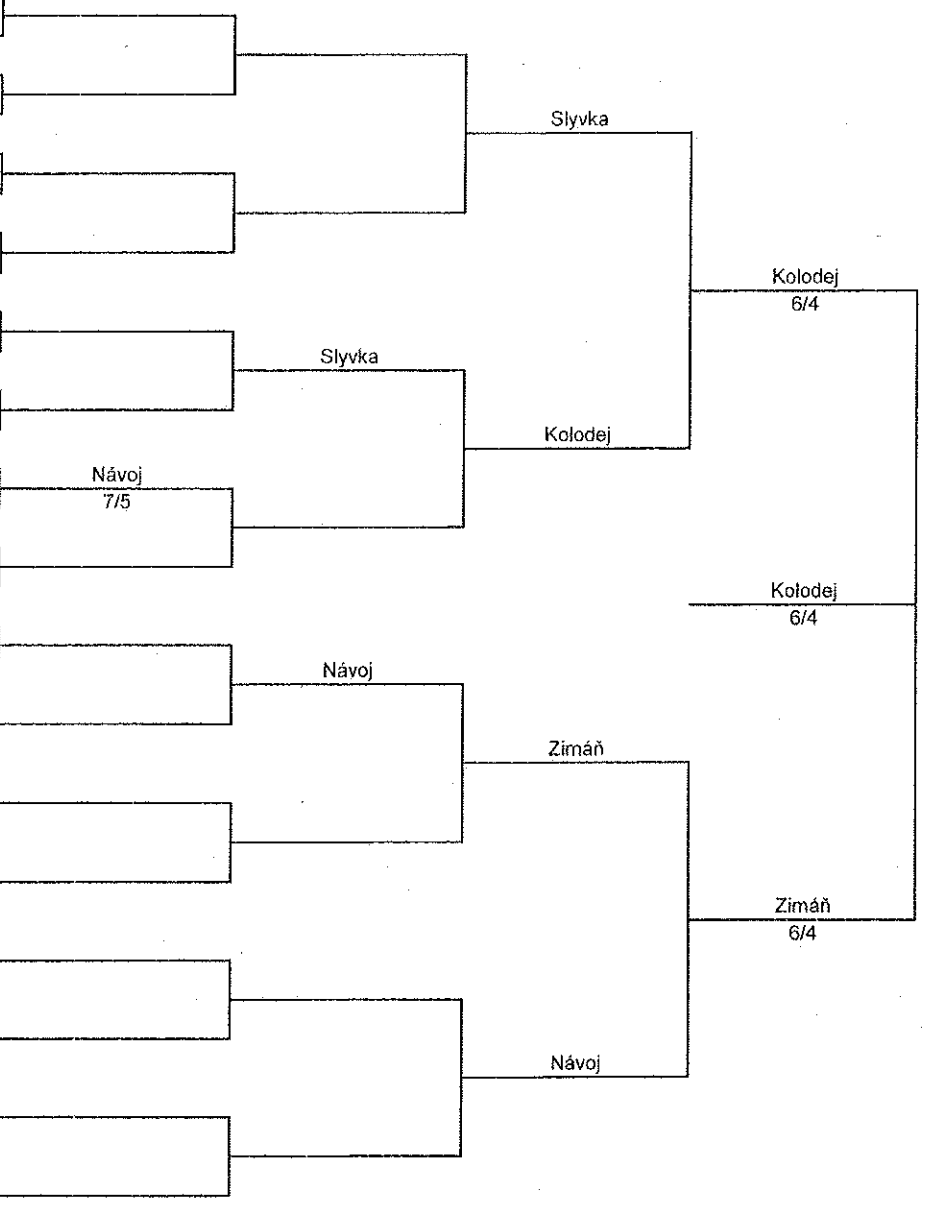 Slyvka
Kolodej
6/4
Slyvka
Kolodej
Návoj
7/5
Kolodej
6/4
Návoj
Zimáň
Zimáň
6/4
Návoj